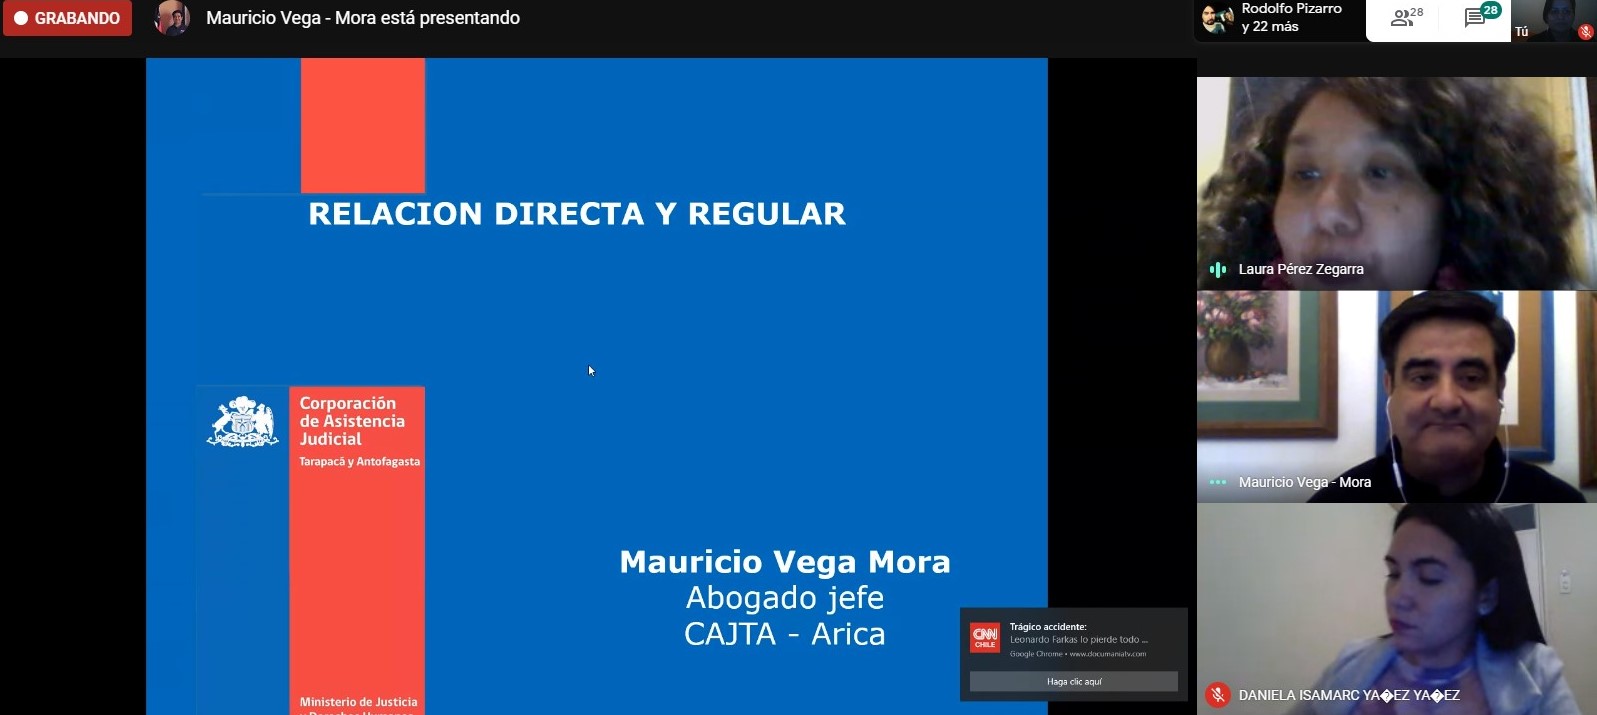 GRABANDO
Mauricio Vega - Mora está presentando
Rodolfo Pizarro
y 22 más
28
28
Tú
RELACION DIRECTA Y REGULAR
Corporación
de Asistencia
Judicial
Tarapacá y Antofagasta
Mauricio Vega Mora
Abogado jefe
CAJTA - Arica
Ministerio de Justicia
y Derechos Humanos
CNN
CHILE
Trágico accidente:
Leonardo Farkas lo pierde todo ...
Google Chrome • www.documaniatv.com
Haga clic aquí
Laura Pérez Zegarra
Mauricio Vega - Mora
DANIELA ISAMARC YA�EZ YA�EZ